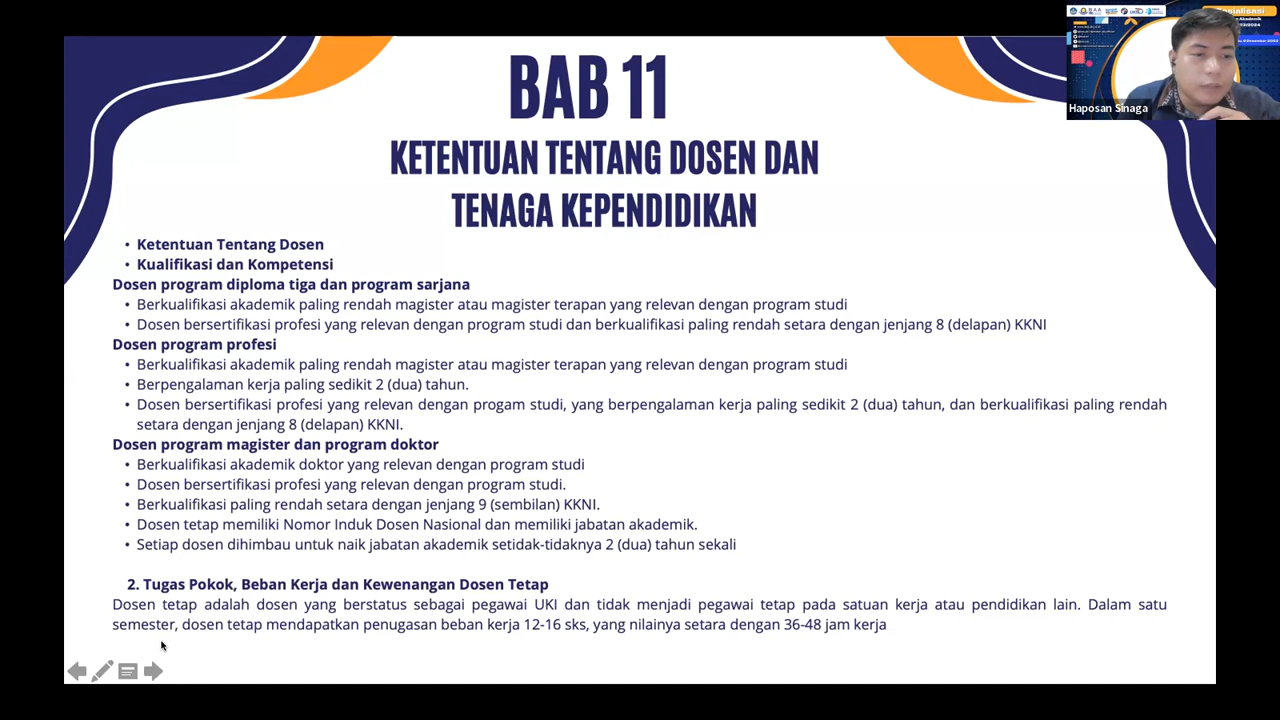 BAB 11
KETENTUAN TENTANG DOSEN DAN
TENAGA KEPENDIDIKAN
• Ketentuan Tentang Dosen
• Kualifikasi dan Kompetensi
Dosen program diploma tiga dan program sarjana
• Berkualifikasi akademik paling rendah magister atau magister terapan yang relevan dengan program studi
• Dosen bersertifikasi profesi yang relevan dengan program studi dan berkualifikasi paling rendah setara dengan jenjang 8 (delapan) KKNI
Dosen program profesi
• Berkualifikasi akademik paling rendah magister atau magister terapan yang relevan dengan program studi
• Berpengalaman kerja paling sedikit 2 (dua) tahun.
• Dosen bersertifikasi profesi yang relevan dengan progam studi, yang berpengalaman kerja paling sedikit 2 (dua) tahun, dan berkualifikasi paling rendah
setara dengan jenjang 8 (delapan) KKNI.
Dosen program magister dan program doktor
• Berkualifikasi akademik doktor yang relevan dengan program studi
• Dosen bersertifikasi profesi yang relevan dengan program studi.
• Berkualifikasi paling rendah setara dengan jenjang 9 (sembilan) KKNI.
• Dosen tetap memiliki Nomor Induk Dosen Nasional dan memiliki jabatan akademik.
• Setiap dosen dihimbau untuk naik jabatan akademik setidak-tidaknya 2 (dua) tahun sekali
2. Tugas Pokok, Beban Kerja dan Kewenangan Dosen Tetap
Dosen tetap adalah dosen yang berstatus sebagai pegawai UKI dan tidak menjadi pegawai tetap pada satuan kerja atau pendidikan lain. Dalam satu
semester, dosen tetap mendapatkan penugasan beban kerja 12-16 sks, yang nilainya setara dengan 36-48 jam kerja
Haposan Sinaga